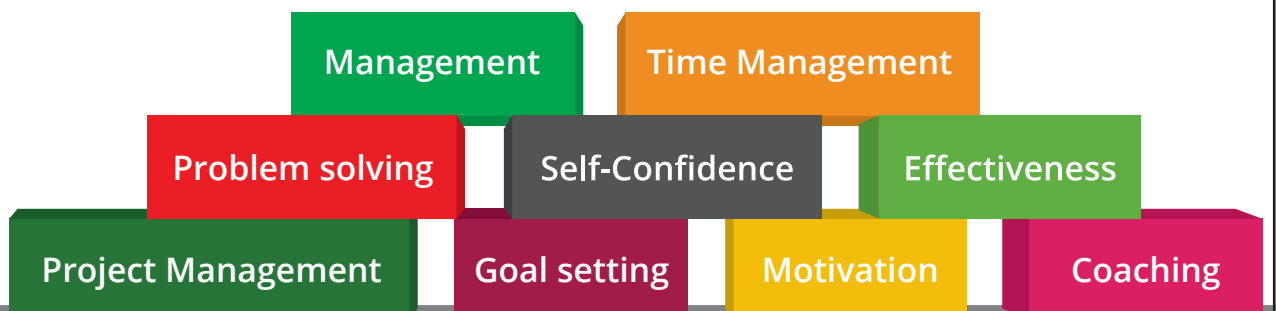 Management
Time Management
Problem solving
Self-Confidence
Effectiveness
Project Management
Goal setting
Motivation
Coaching